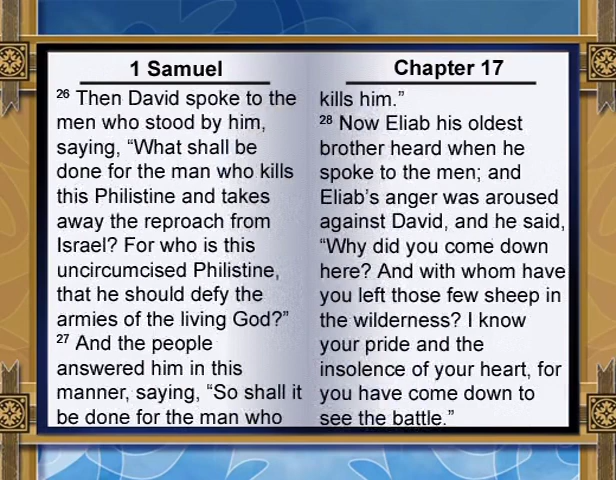 1 Samuel
26 Then David spoke to the
men who stood by him,
saying, “What shall be
done for the man who kills
this Philistine and takes
away the reproach from
Israel? For who is this
uncircumcised Philistine,
that he should defy the
armies of the living God?”
27 And the people
answered him in this
manner, saying, “So shall it
be done for the man who
Chapter 17
kills him.”
28 Now Eliab his oldest
brother heard when he
spoke to the men; and
Eliab’s anger was aroused
against David, and he said,
“Why did you come down
here? And with whom have
you left those few sheep in
the wilderness? I know
your pride and the
insolence of your heart, for
you have come down to
see the battle.”